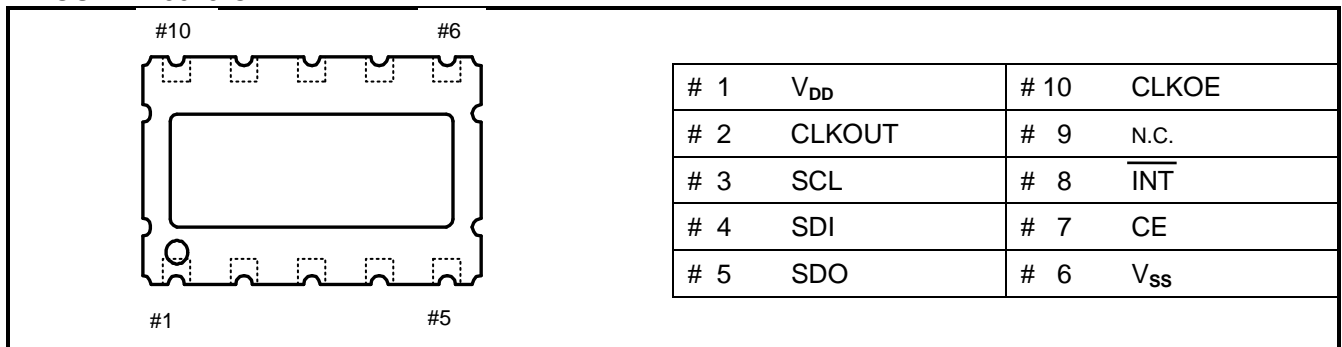 #10 #6
# 1 VDD # 10 CLKOE
# 2 CLKOUT # 9 N.C.
# 3 SCL # 8 INT
# 4 SDI # 7 CE
# 5 SDO # 6 VSS
#1 #5